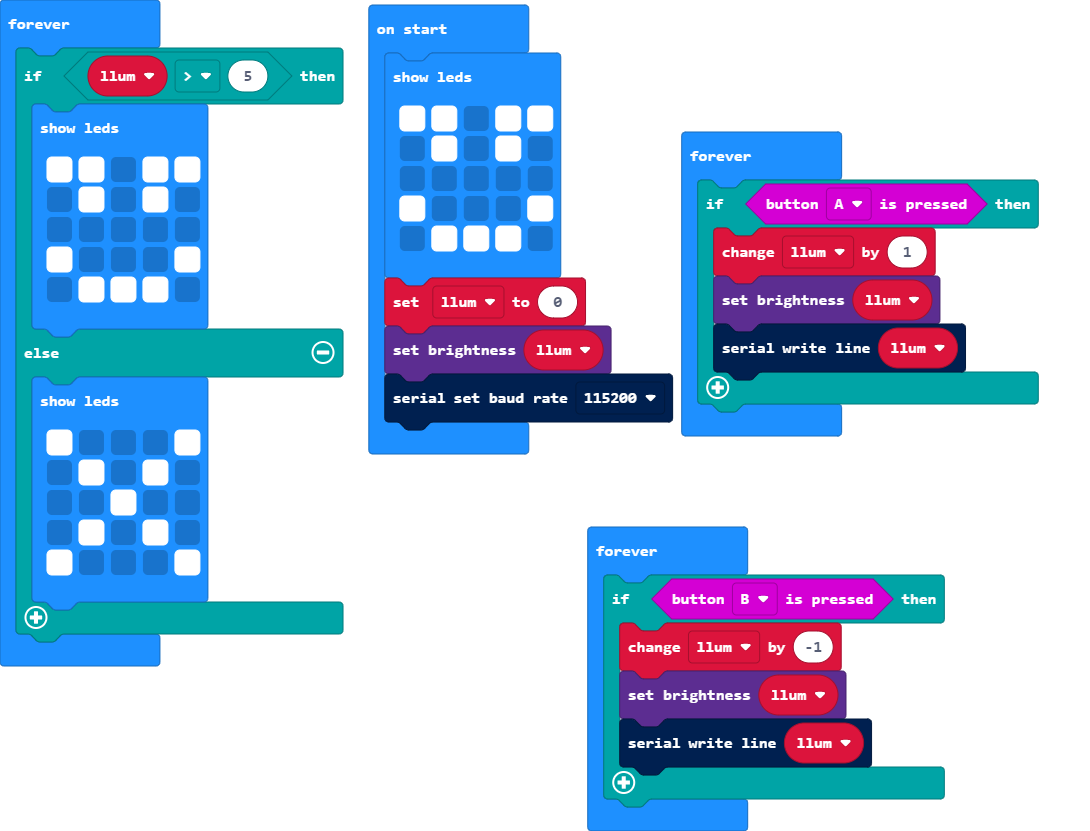 forever
if llum > 5 then
show leds
else
show leds
on start
show leds
set llum to 0
set brightness llum
serial set baud rate 115200
forever
if button A is pressed then
change llum by 1
set brightness llum
serial write line llum
forever
if button B is pressed then
change llum by -1
set brightness llum
serial write line llum